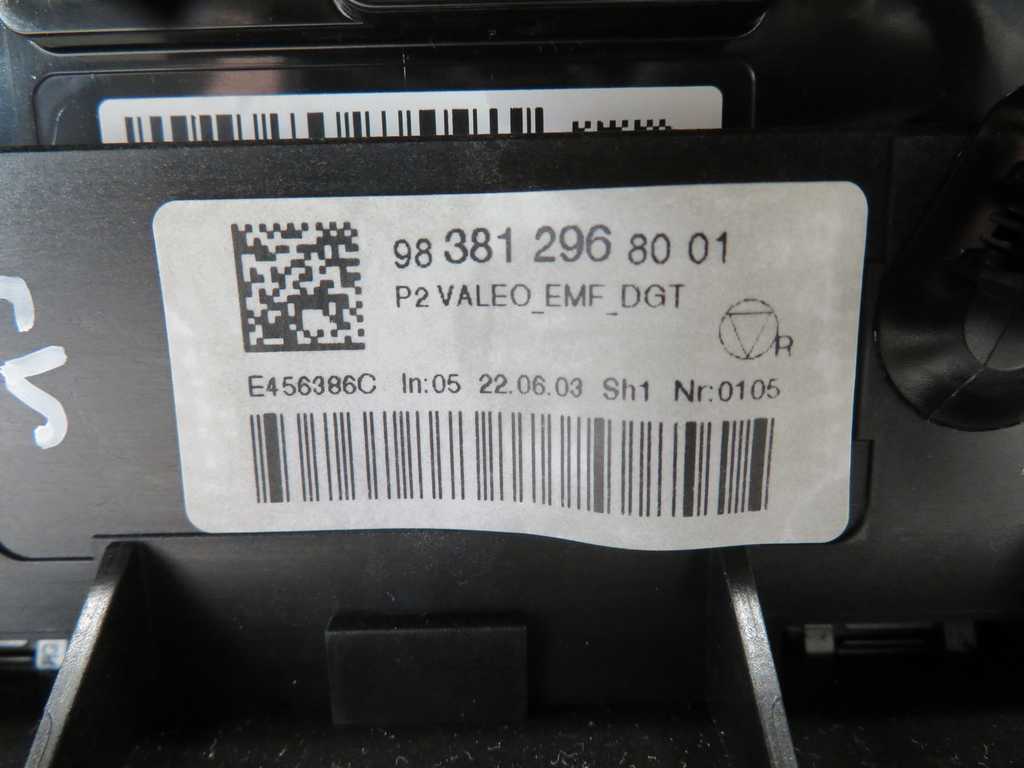 98 381 296 80 01
P2 VALEO_EMF_DGT
R
E456386C In:05 22.06.03 Sh1 Nr:0105